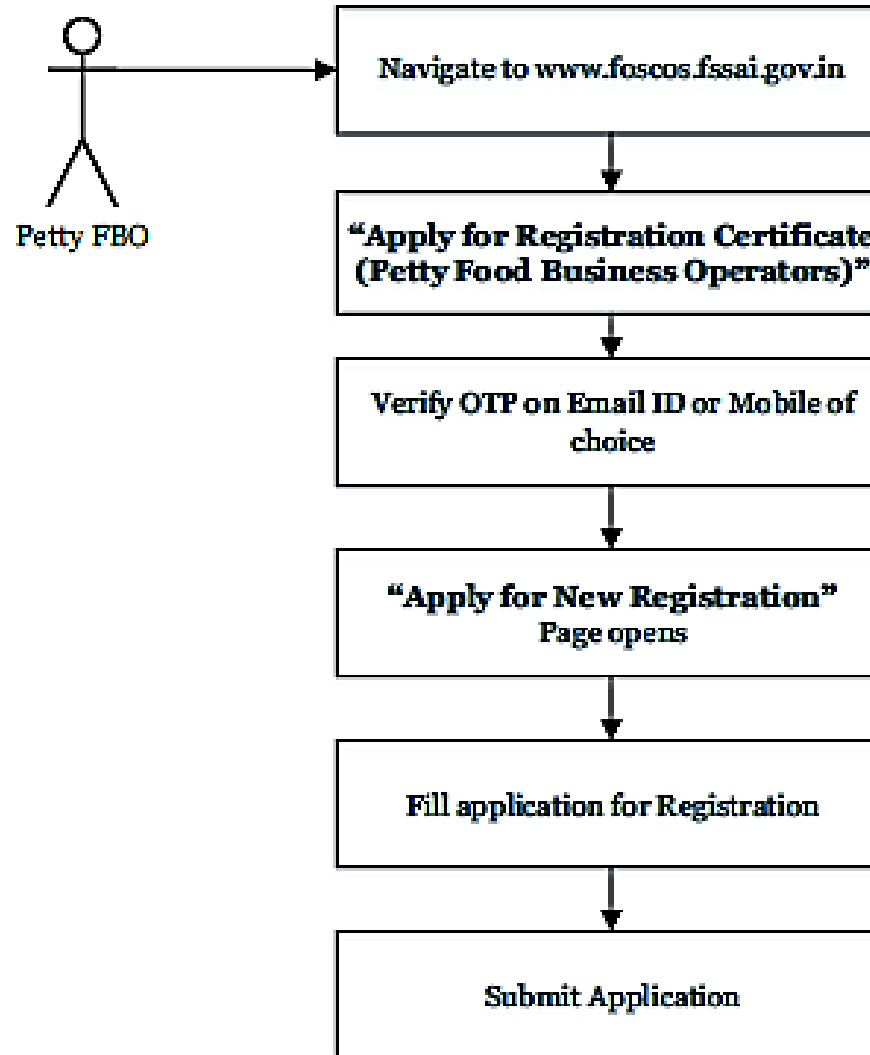 Navigate to www.foscos.fssai.gov.in
Petty FBO
“Apply for Registration Certificate
(Petty Food Business Operators)”
Verify OTP on Email ID or Mobile of
choice
“Apply for New Registration”
Page opens
Fill application for Registration
Submit Application